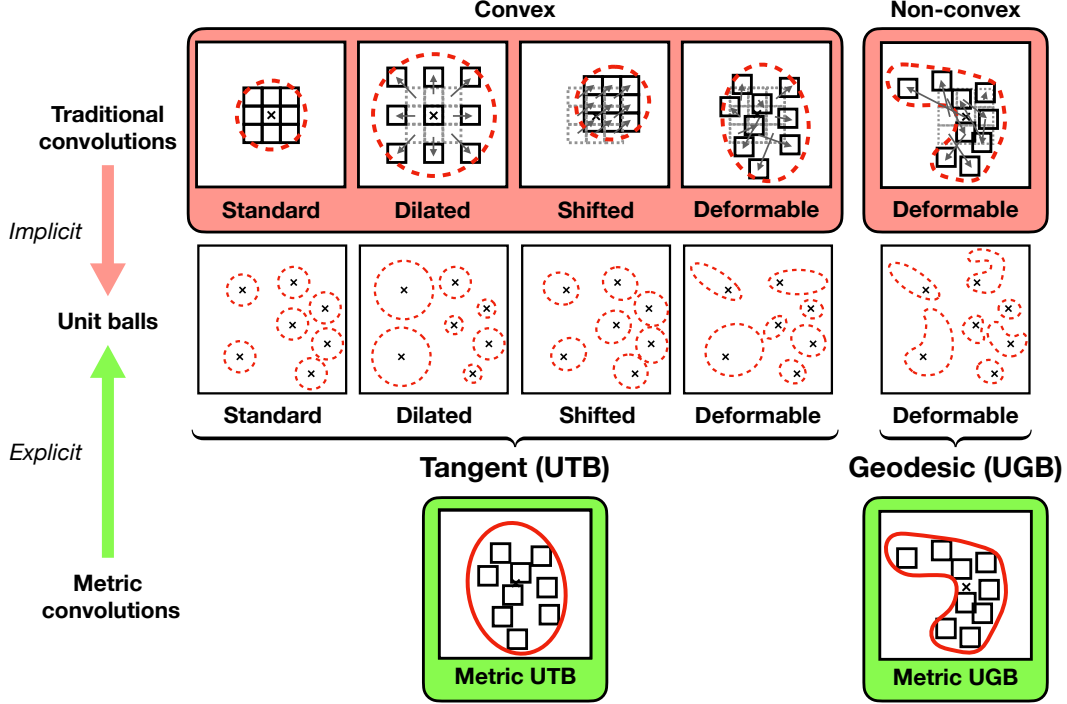 Convex
Non-convex
Traditional
convolutions
Standard
Dilated
Shifted
Deformable
Deformable
Implicit
Unit balls
Standard
Dilated
Shifted
Deformable
Deformable
Explicit
Tangent (UTB)
Geodesic (UGB)
Metric
convolutions
Metric UTB
Metric UGB